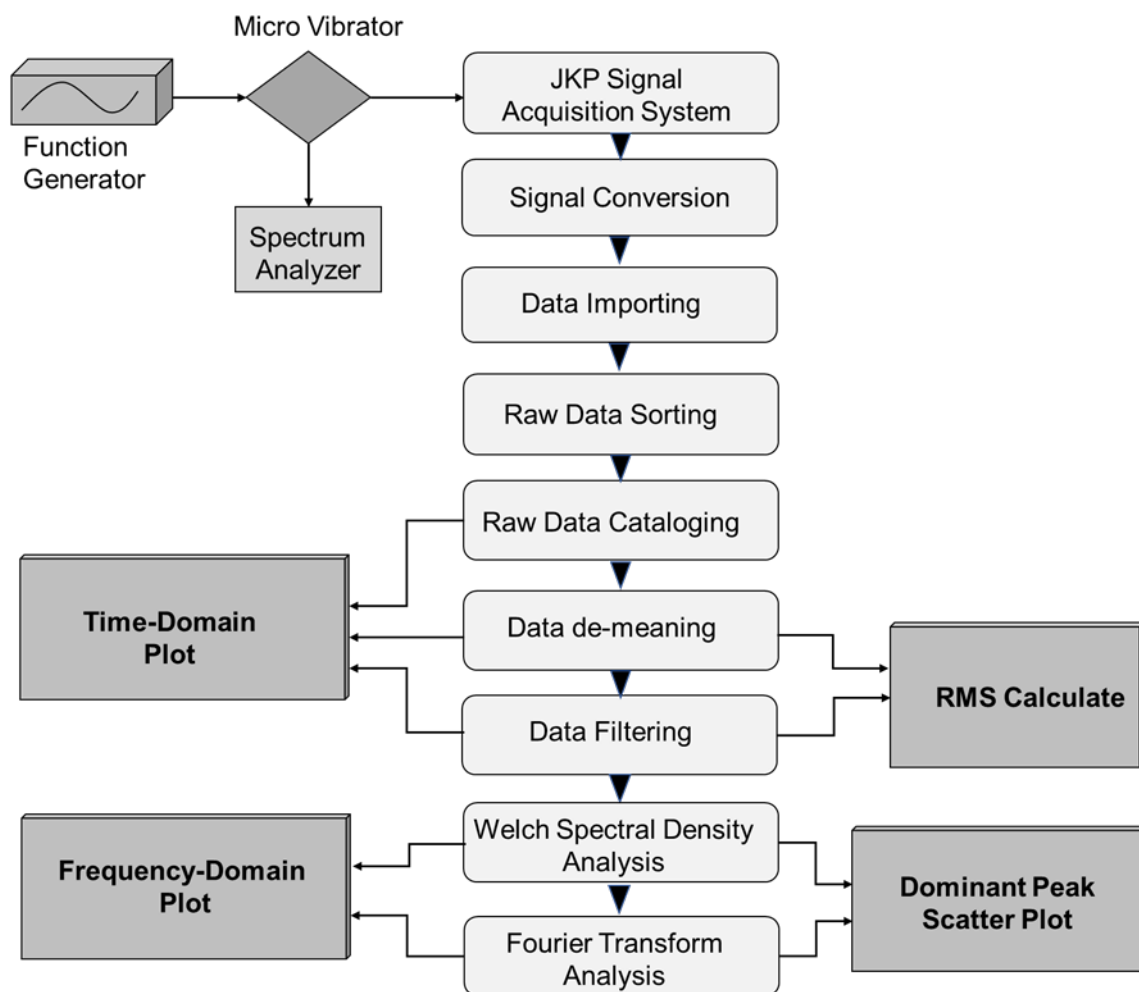 Micro Vibrator
Function
Generator
Spectrum
Analyzer
JKP Signal
Acquisition System
Signal Conversion
Data Importing
Raw Data Sorting
Raw Data Cataloging
Time-Domain
Plot
Data de-meaning
RMS Calculate
Data Filtering
Welch Spectral Density
Analysis
Frequency-Domain
Plot
Dominant Peak
Scatter Plot
Fourier Transform
Analysis